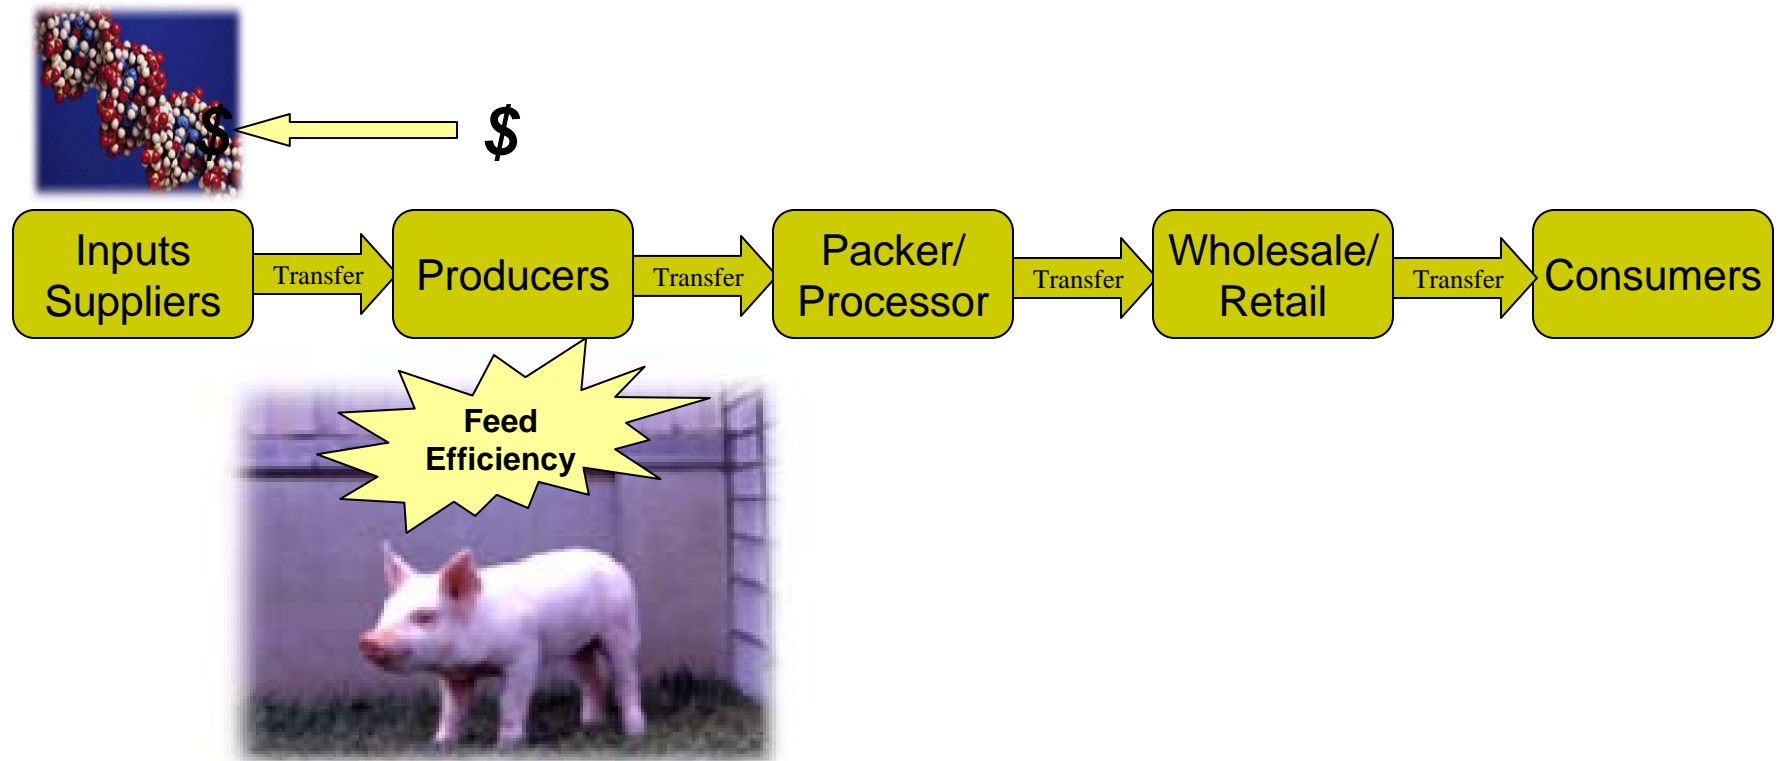 $
$
Inputs
Suppliers
Transfer
Producers
Transfer
Packer/
Processor
Transfer
Wholesale/
Retail
Transfer
Consumers
Feed
Efficiency